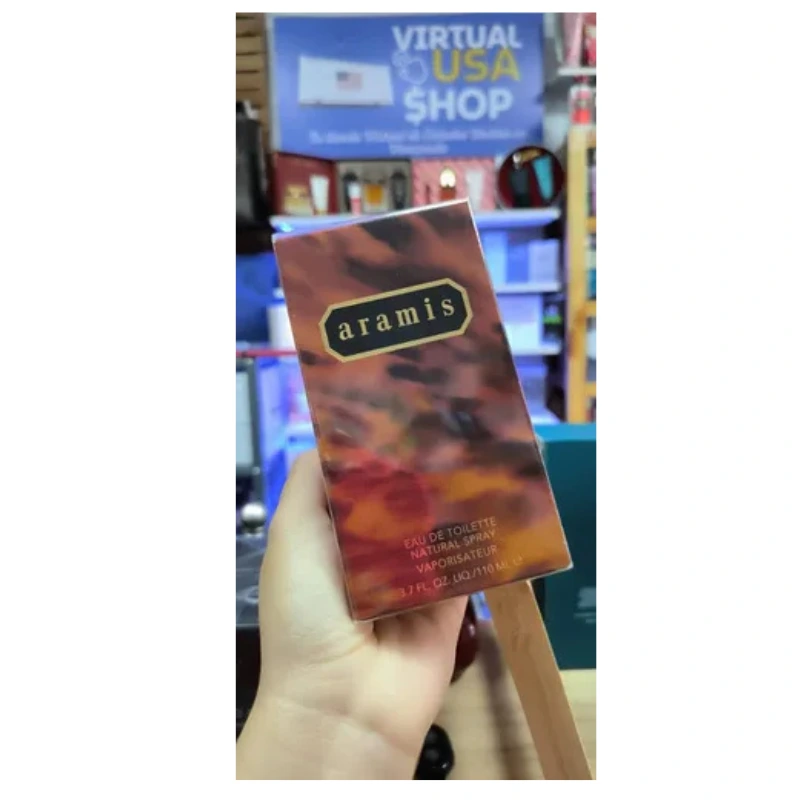 VIRTUAL
USA
$HOP
aramis
EAU DE TOILETTE
NATURAL SPRAY
VAPORISATEUR
3.7 FL. OZ. LIQ./110 ML e